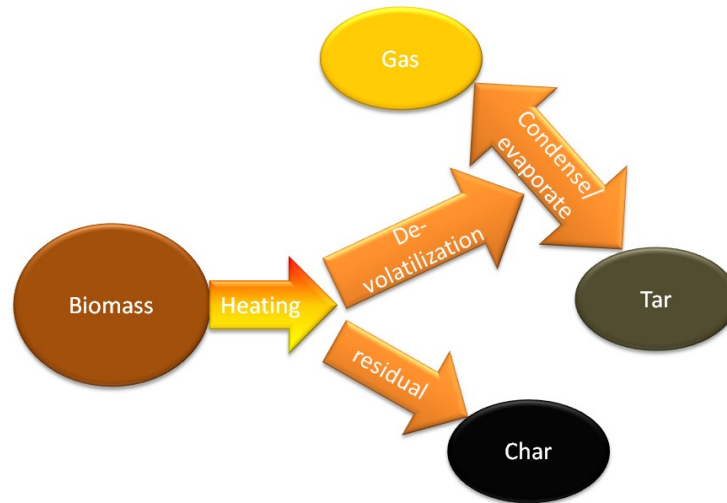 Gas
Condense/
evaporate
De-
volatilization
Biomass
Heating
Tar
residual
Char